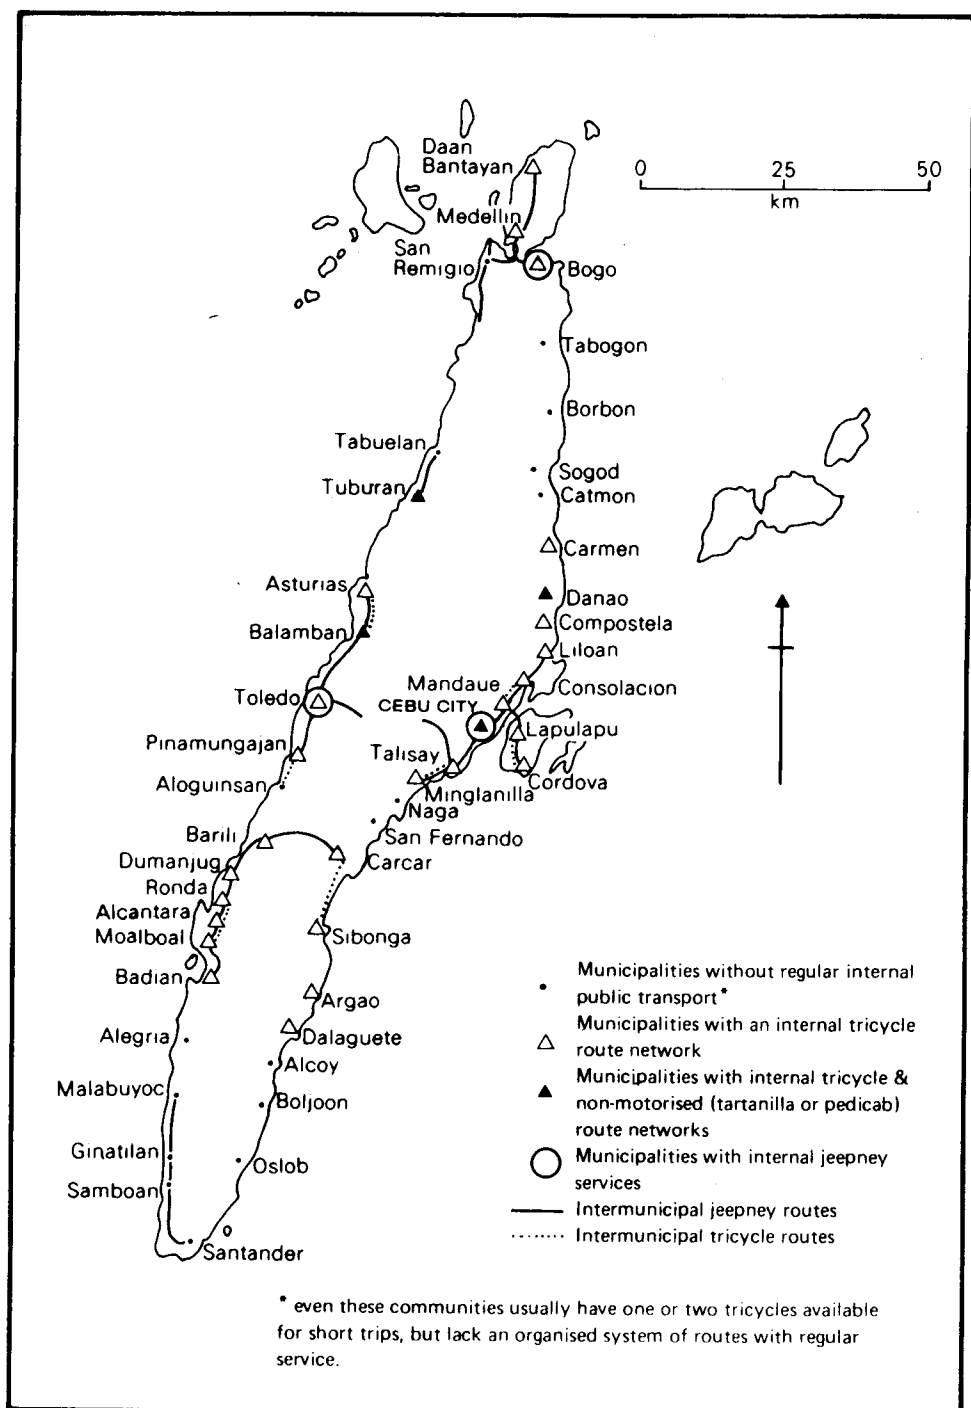 Daan
Bantayan
0 25 50
km
Medellin
San
Remigio
Bogo
Tabogon
Borbon
Tabuelan
Sogod
Tuburan
Catmon
Carmen
Asturias
Danao
Balamban
Compostela
Liloan
Mandaue
Consolacion
Toledo
CEBU CITY
Lapulapu
Pinamungajan
Talisay
Aloguinsan
Cordova
Minglanilla
Naga
Barili
San Fernando
Dumanjug
Carcar
Ronda
Alcantara
Moalboal
Sibonga
Badian
Argao
Alegria
Dalaguete
Alcoy
Malabuyoc
Boljoon
Ginatilan
Oslob
Samboan
Santander
Municipalities without regular internal
public transport*
Municipalities with an internal tricycle
route network
Municipalities with internal tricycle &
non-motorised (tartanilla or pedicab)
route networks
Municipalities with internal jeepney
services
Intermunicipal jeepney routes
Intermunicipal tricycle routes
* even these communities usually have one or two tricycles available
for short trips, but lack an organised system of routes with regular
service.